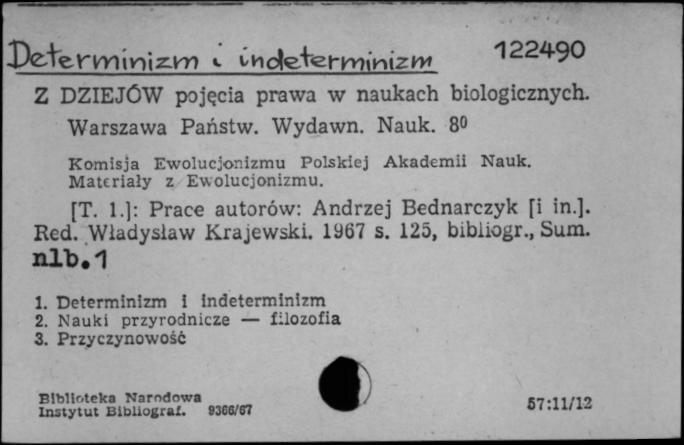 Determinizm i indeterminizm 122490
Z DZIEJÓW pojęcia prawa w naukach biologicznych.
Warszawa Państw. Wydawn. Nauk. 8⁰
Komisja Ewolucjonizmu Polskiej Akademii Nauk.
Materiały z Ewolucjonizmu.
[T. 1.]: Prace autorów: Andrzej Bednarczyk [i in.].
Red. Władysław Krajewski. 1967 s. 125, bibliogr., Sum.
nlb. 1
1. Determinizm i indeterminizm
2. Nauki przyrodnicze — filozofia
3. Przyczynowość
Biblioteka Narodowa
Instytut Bibliograf. 9366/67 57:11/12